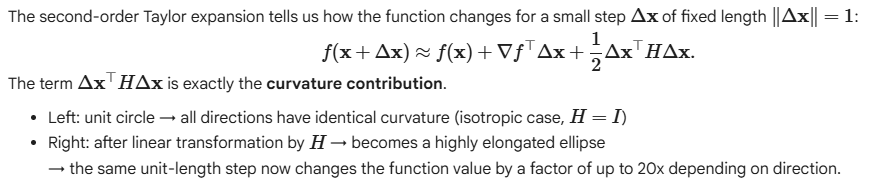 The second-order Taylor expansion tells us how the function changes for a small step Δx of fixed length ‖Δx‖ = 1:
f(x + Δx) ≈ f(x) + ∇f⊤Δx + 1/2 Δx⊤HΔx.
The term Δx⊤HΔx is exactly the curvature contribution.
• Left: unit circle → all directions have identical curvature (isotropic case, H = I)
• Right: after linear transformation by H → becomes a highly elongated ellipse
→ the same unit-length step now changes the function value by a factor of up to 20x depending on direction.